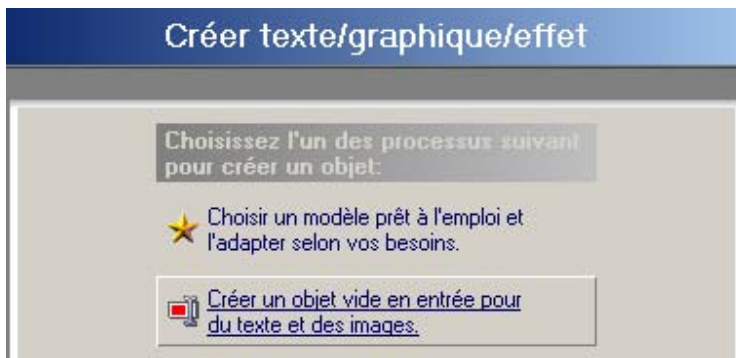 Créer texte/graphique/effet
Choisissez l'un des processus suivant
pour créer un objet:
Choisir un modèle prêt à l'emploi et
l'adapter selon vos besoins.
Créer un objet vide en entrée pour
du texte et des images.